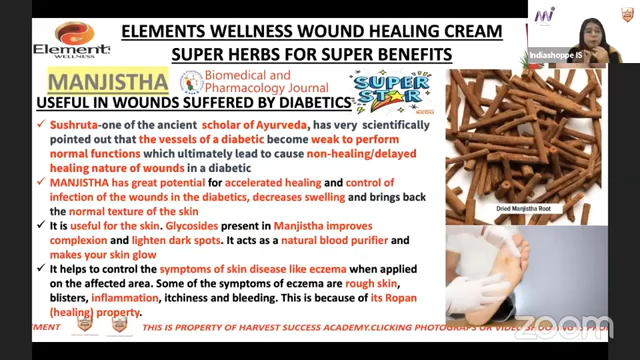 Elements
WELLNESS
ELEMENTS WELLNESS WOUND HEALING CREAM
SUPER HERBS FOR SUPER BENEFITS
Indiashoppe IS
MANJISTHA
Biomedical and
Pharmacology Journal
SUPER
STAR
USEFUL IN WOUNDS SUFFERED BY DIABETICS
✓ Sushruta-one of the ancient scholar of Ayurveda, has very scientifically
pointed out that the vessels of a diabetic become weak to perform
normal functions which ultimately lead to cause non-healing/delayed
healing nature of wounds in a diabetic
✓ MANJISTHA has great potential for accelerated healing and control of
infection of the wounds in the diabetics, decreases swelling and brings back
the normal texture of the skin
✓ It is useful for the skin. Glycosides present in Manjistha improves
complexion and lighten dark spots. It acts as a natural blood purifier and
makes your skin glow
✓ It helps to control the symptoms of skin disease like eczema when applied
on the affected area. Some of the symptoms of eczema are rough skin,
blisters, inflammation, itchiness and bleeding. This is because of its Ropan
(healing) property.
Dried Manjistha Root
zoom
EMENT THIS IS PROPERTY OF HARVEST SUCCESS ACADEMY.CLICKING PHOTOGRAPHS OR VIDEO SHOOTING IS PRO